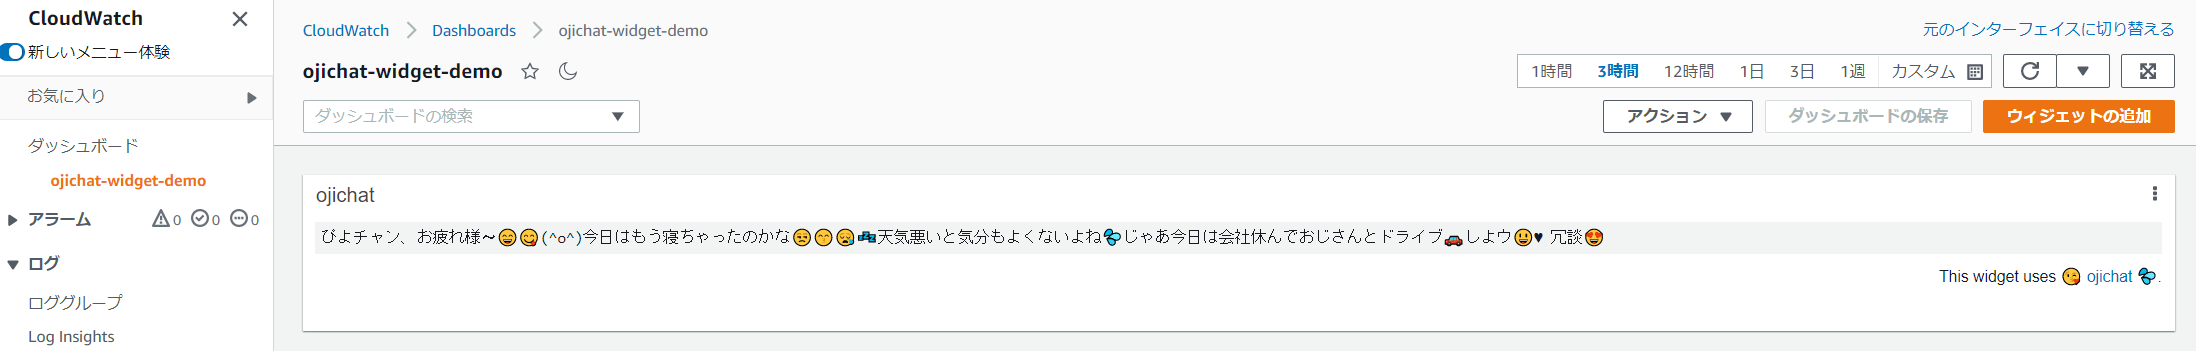 CloudWatch
新しいメニュー体験
お気に入り
ダッシュボード
ojichat-widget-demo
アラーム 0 0 0
ログ
ロググループ
Log Insights
CloudWatch Dashboards ojichat-widget-demo
元のインターフェイスに切り替える
ojichat-widget-demo
1時間 3時間 12時間 1日 3日 1週 カスタム
ダッシュボードの検索
アクション ダッシュボードの保存 ウィジェットの追加
ojichat
びよチャン、お疲れ様〜😄😋(^o^)今日はもう寝ちゃったのかな😒😙😪💤天気悪いと気分もよくないよね💦じゃあ今日は会社休んでおじさんとドライブ🚗しよウ😃♥ 冗談😍
This widget uses 😘 ojichat 💦.